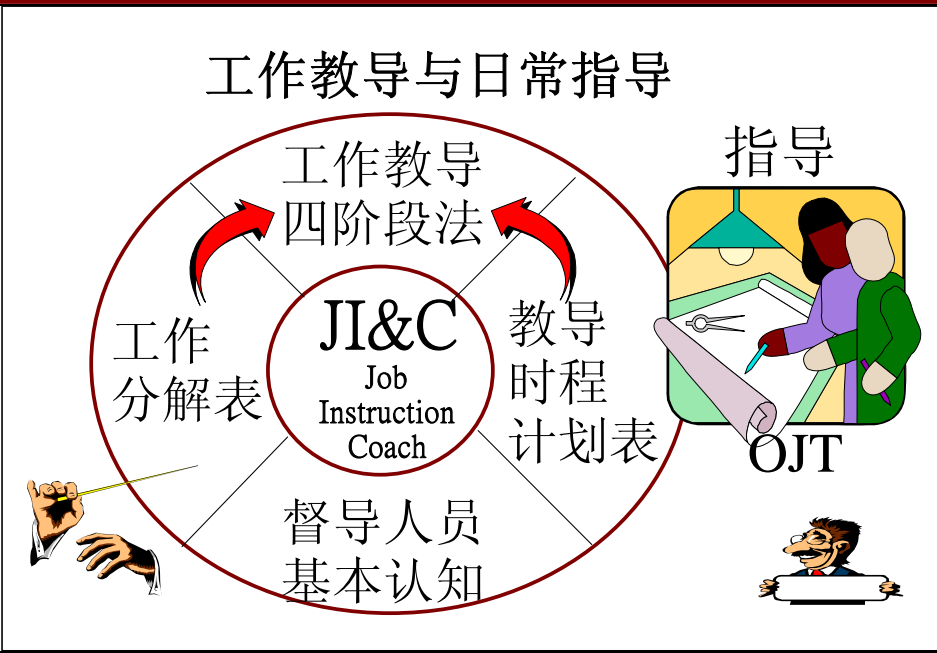 工作教导与日常指导
指导
工作教导
四阶段法
JI&C
Job
Instruction
Coach
工作
分解表
教导
时程
计划表
OJT
督导人员
基本认知